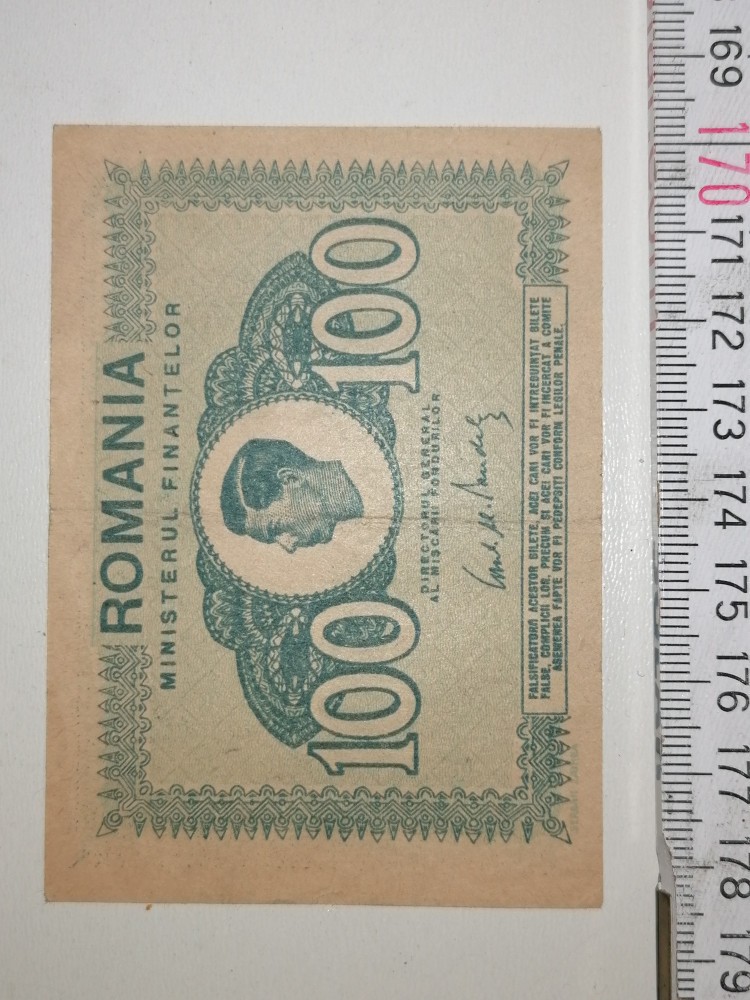 ROMANIA
MINISTERUL FINANTELOR
100 100
DIRECTORUL GENERAL
AL MISCARII FONDURILOR
FALSIFICATORII ACESTOR BILETE, ACEI CARI VOR FI INTREBUINTAT BILETE
FALSE, COMPLICII LOR, PRECUM SI ACEI CARI VOR FI INCERCAT A COMITE
ASEMENEA FAPTE VOR FI PEDEPSITI CONFORM LEGILOR PENALE.
169
170
171
172
173
174
175
176
177
178
179